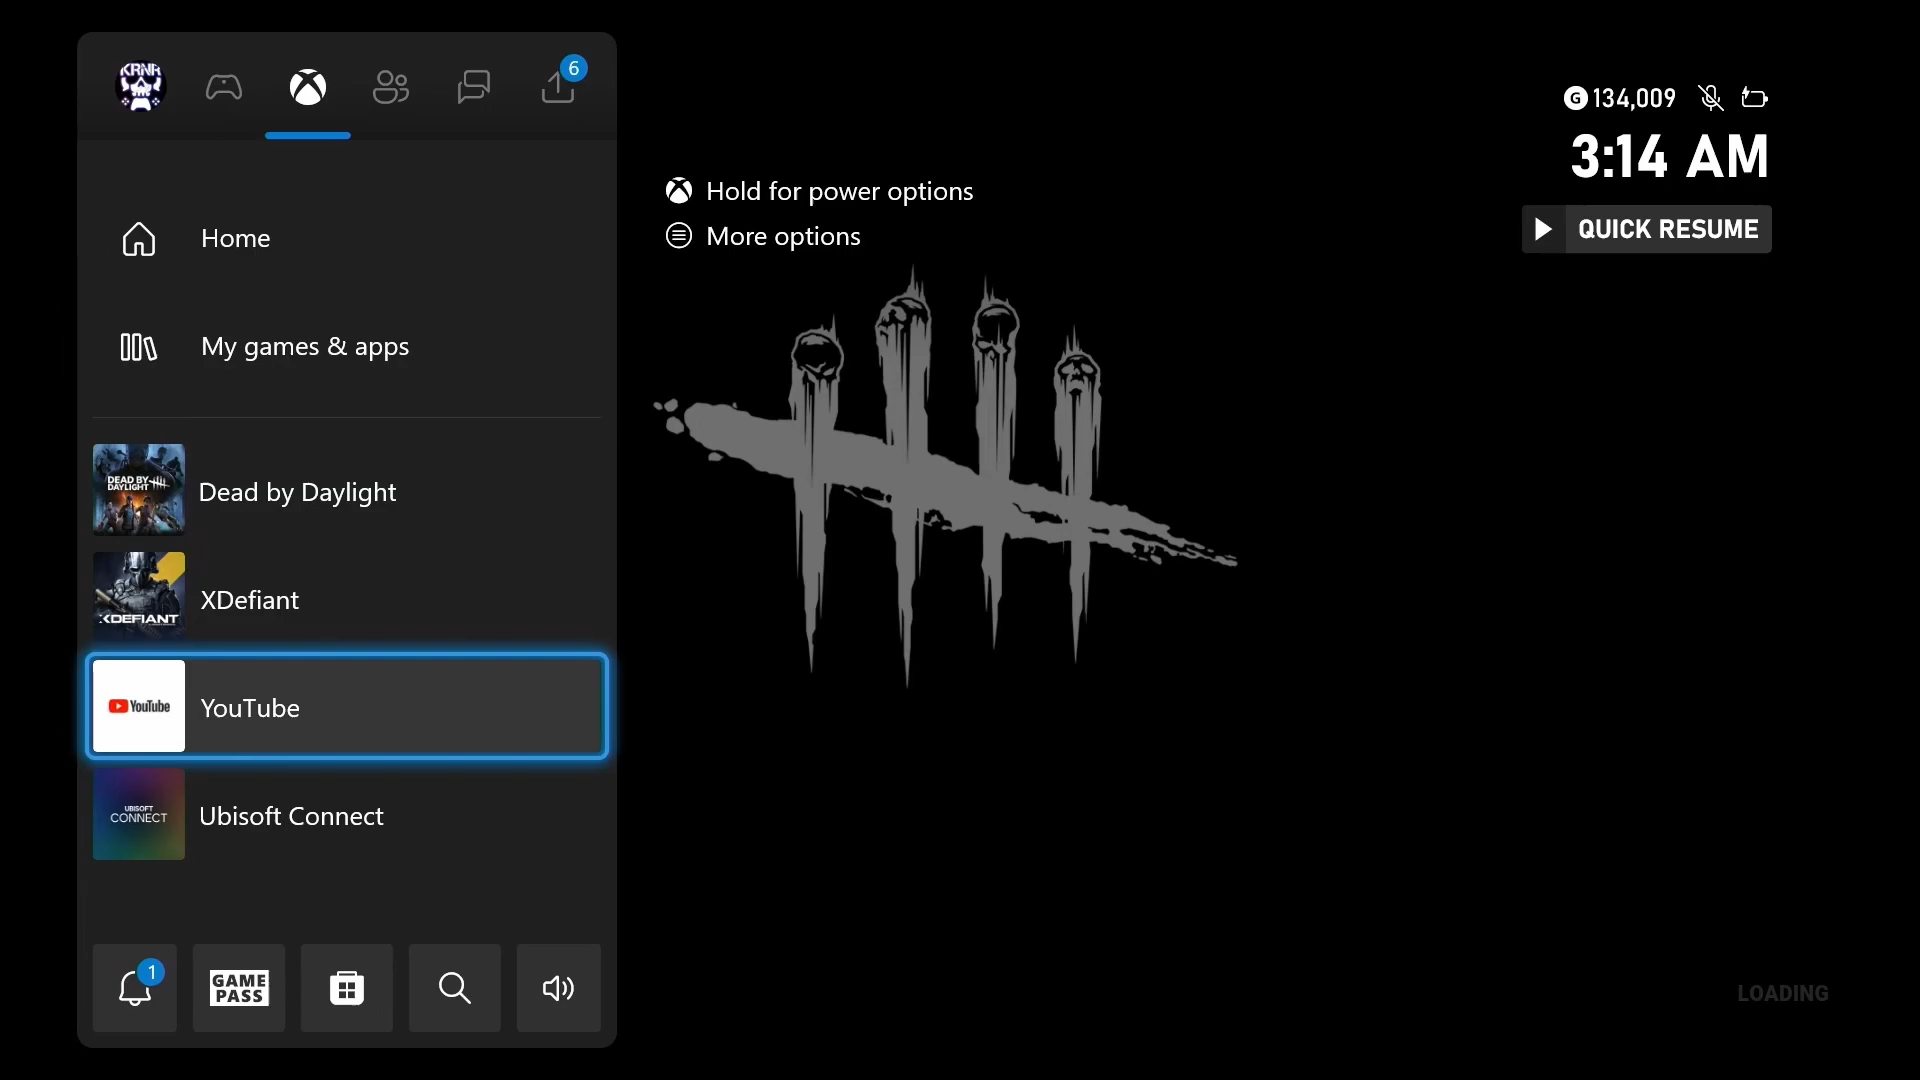 KRNR
6
G 134,009
3:14 AM
QUICK RESUME
Hold for power options
More options
Home
My games & apps
DEAD BY
DAYLIGHT
Dead by Daylight
XDEFIANT
XDefiant
YouTube
YouTube
UBISOFT
CONNECT
Ubisoft Connect
1
GAME
PASS
LOADING